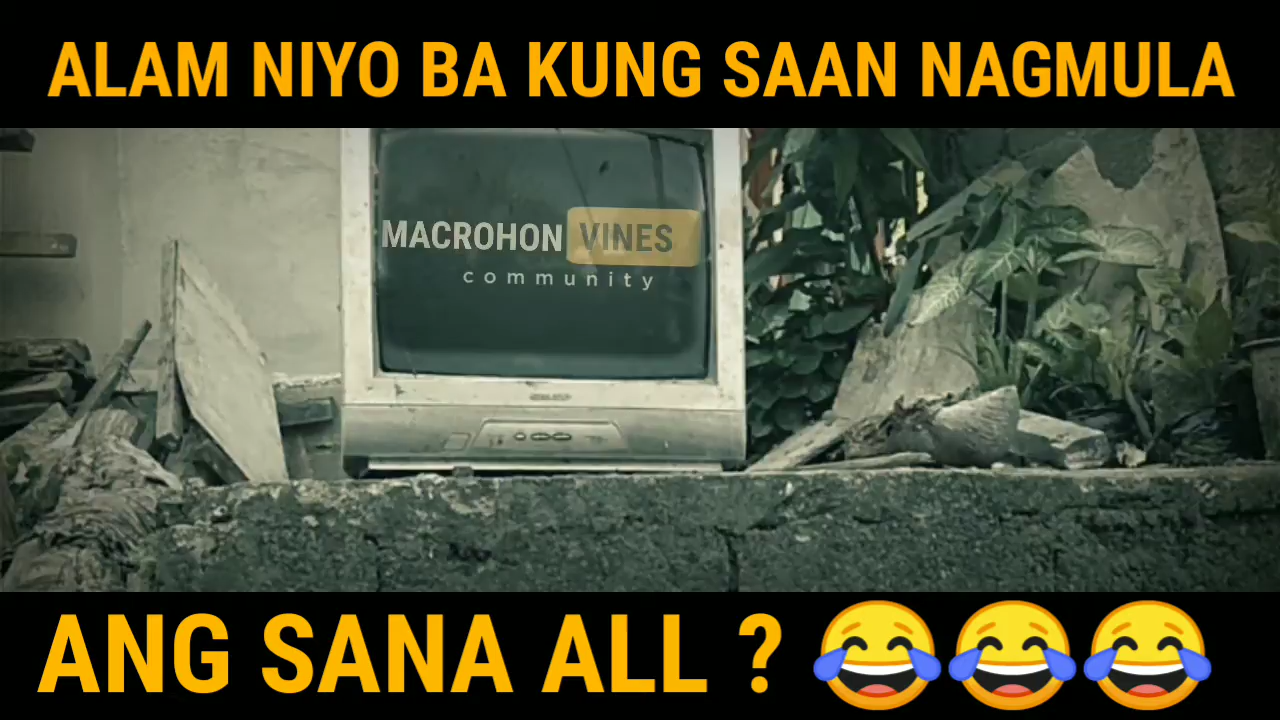 ALAM NIYO BA KUNG SAAN NAGMULA
MACROHON VINES
community
ANG SANA ALL ? 😂😂😂